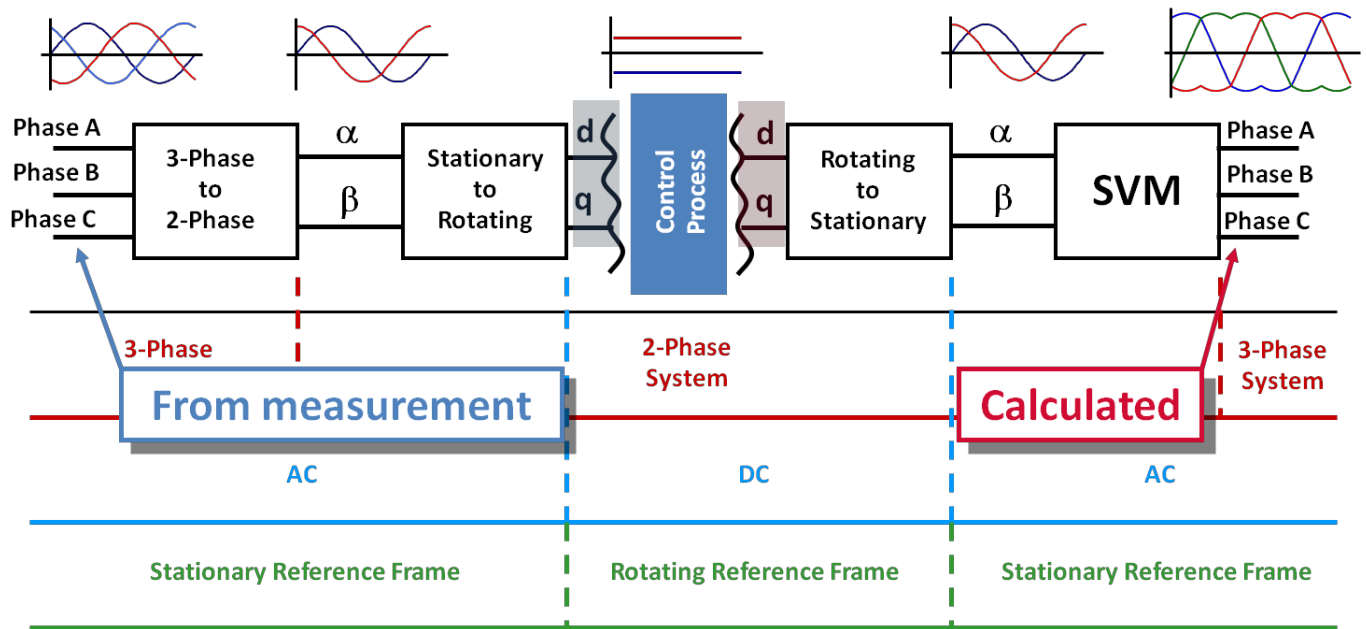 Phase A
Phase B
Phase C
3-Phase
to
2-Phase
α
β
Stationary
to
Rotating
d
q
Control
Process
d
q
Rotating
to
Stationary
α
β
SVM
Phase A
Phase B
Phase C
3-Phase
2-Phase
System
3-Phase
System
From measurement
Calculated
AC
DC
AC
Stationary Reference Frame
Rotating Reference Frame
Stationary Reference Frame